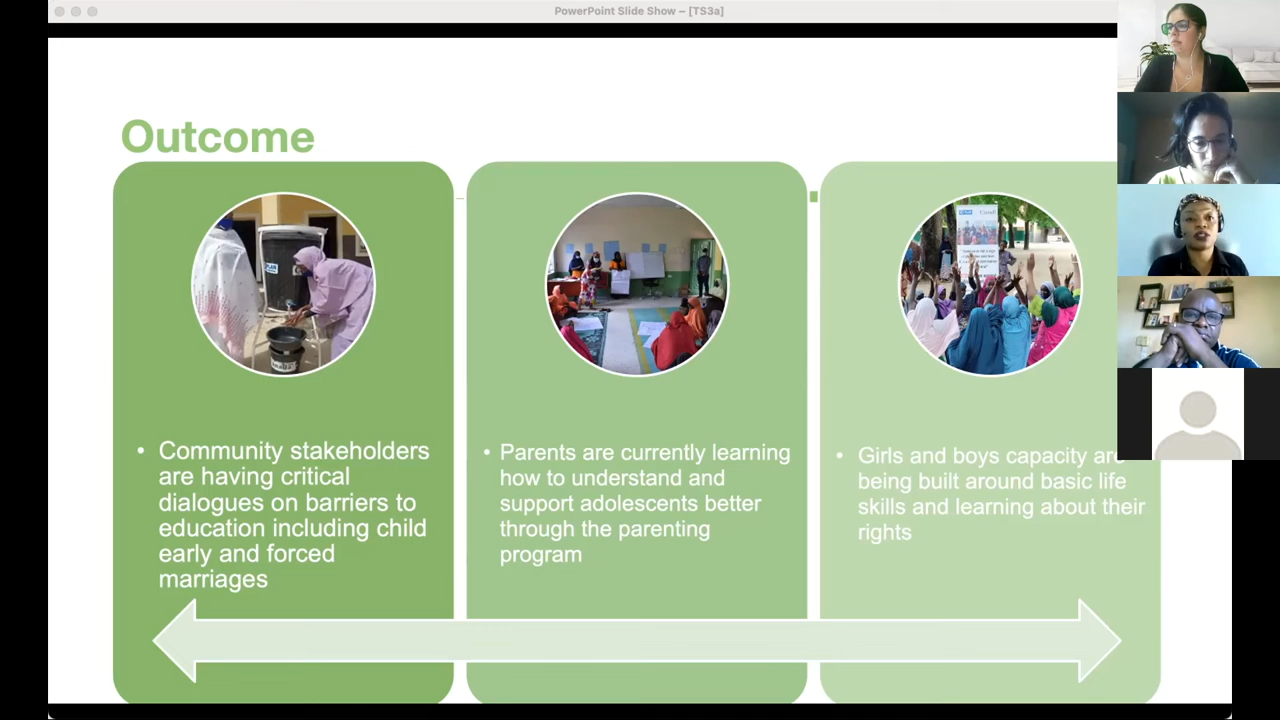 PowerPoint Slide Show – [TS3a]
Outcome
• Community stakeholders
are having critical
dialogues on barriers to
education including child
early and forced
marriages
• Parents are currently learning
how to understand and
support adolescents better
through the parenting
program
• Girls and boys capacity are
being built around basic life
skills and learning about their
rights
PLAN